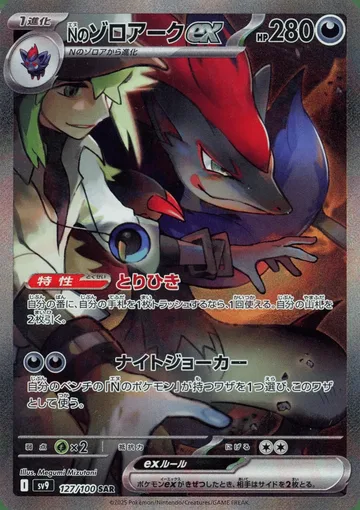 1進化
Nのゾロアークex HP280
Nのゾロアから進化
特性 とりひき
自分の番に、自分の手札を1枚トラッシュするなら、1回使える。自分の山札を
2枚引く。
ナイトジョーカー
自分のベンチの「Nのポケモン」が持つワザを1つ選び、このワザ
として使う。
弱点 ×2 抵抗力 にげる
exルール
ポケモンexがきぜつしたとき、相手はサイドを2枚とる。
Illus. Megumi Mizutani
I sv9 127/100 SAR
©2025 Pokémon/Nintendo/Creatures/GAME FREAK.